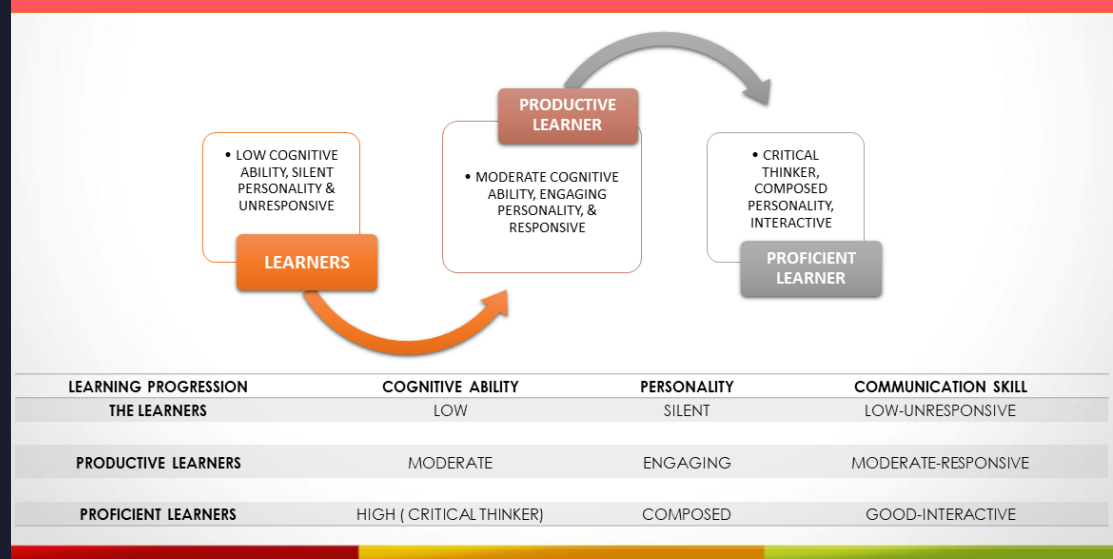 • LOW COGNITIVE
ABILITY, SILENT
PERSONALITY &
UNRESPONSIVE
LEARNERS
PRODUCTIVE
LEARNER
• MODERATE COGNITIVE
ABILITY, ENGAGING
PERSONALITY, &
RESPONSIVE
• CRITICAL
THINKER,
COMPOSED
PERSONALITY,
INTERACTIVE
PROFICIENT
LEARNER
LEARNING PROGRESSION COGNITIVE ABILITY PERSONALITY COMMUNICATION SKILL
THE LEARNERS LOW SILENT LOW-UNRESPONSIVE
PRODUCTIVE LEARNERS MODERATE ENGAGING MODERATE-RESPONSIVE
PROFICIENT LEARNERS HIGH ( CRITICAL THINKER) COMPOSED GOOD-INTERACTIVE